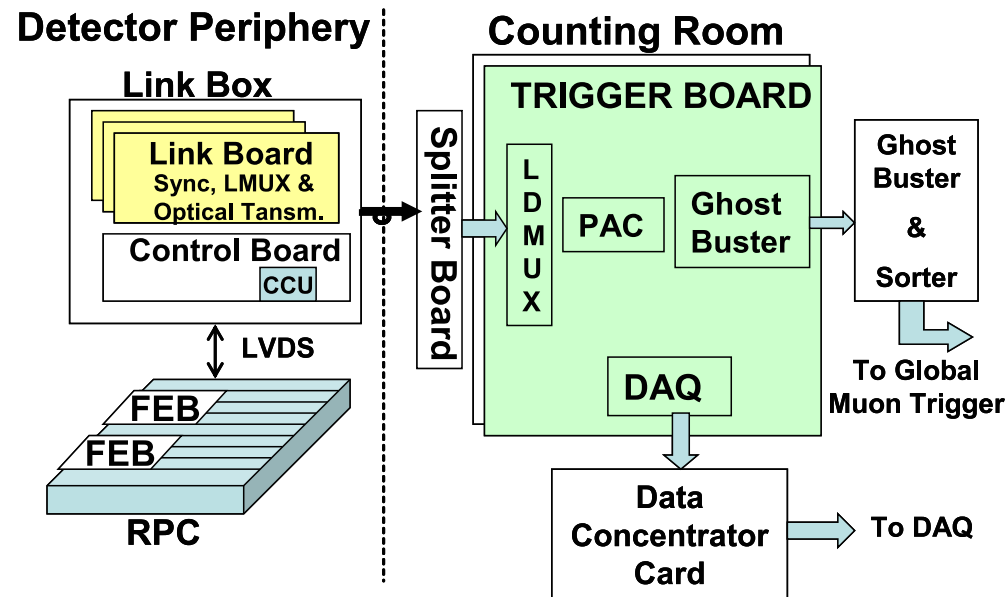 Detector Periphery
Link Box
Link Board
Sync, LMUX &
Optical Tansm.
Control Board
CCU
LVDS
FEB
FEB
RPC
Counting Room
Splitter Board
TRIGGER BOARD
L
D
M
U
X
PAC
Ghost
Buster
DAQ
Ghost
Buster
&
Sorter
To Global
Muon Trigger
Data
Concentrator
Card
To DAQ